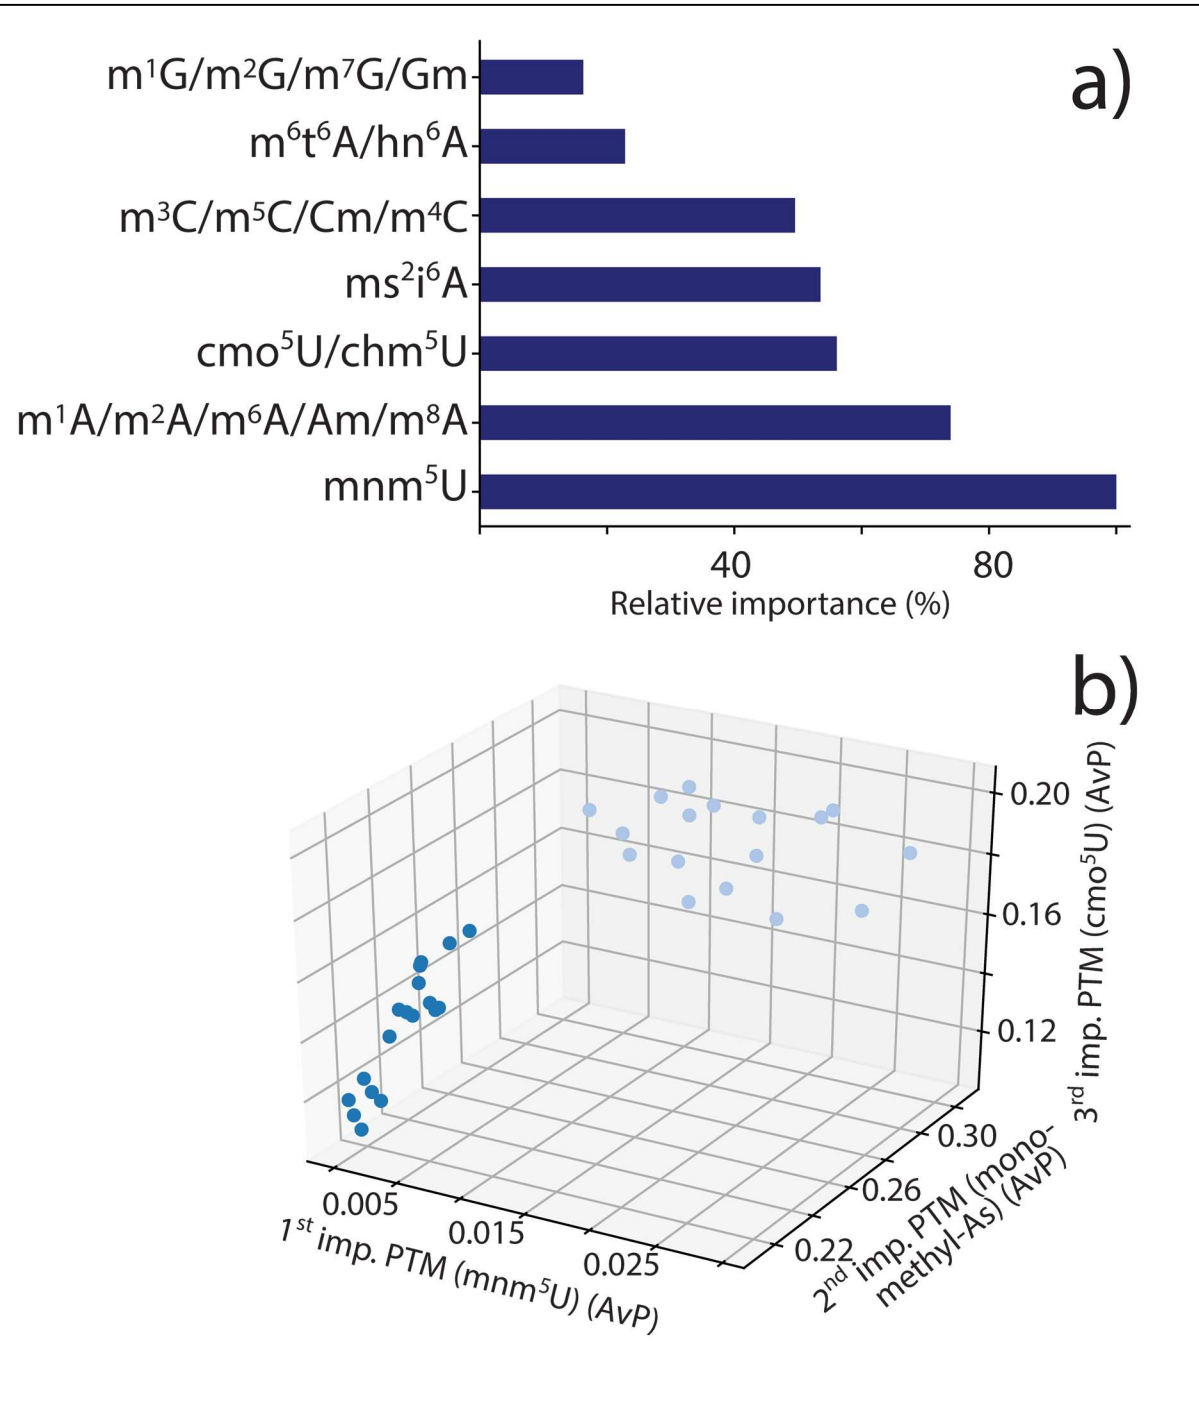 a)
m¹G/m²G/m⁷G/Gm
m⁶t⁶A/hn⁶A
m³C/m⁵C/Cm/m⁴C
ms²i⁶A
cmo⁵U/chm⁵U
m¹A/m²A/m⁶A/Am/m⁸A
mnm⁵U
40 80
Relative importance (%)
b)
0.20
0.16
0.12
3ʳᵈ imp. PTM (cmo⁵U) (AvP)
0.30
0.26
0.22
2ⁿᵈ imp. PTM (mono-
methyl-As) (AvP)
0.005
0.015
0.025
1ˢᵗ imp. PTM (mnm⁵U) (AvP)